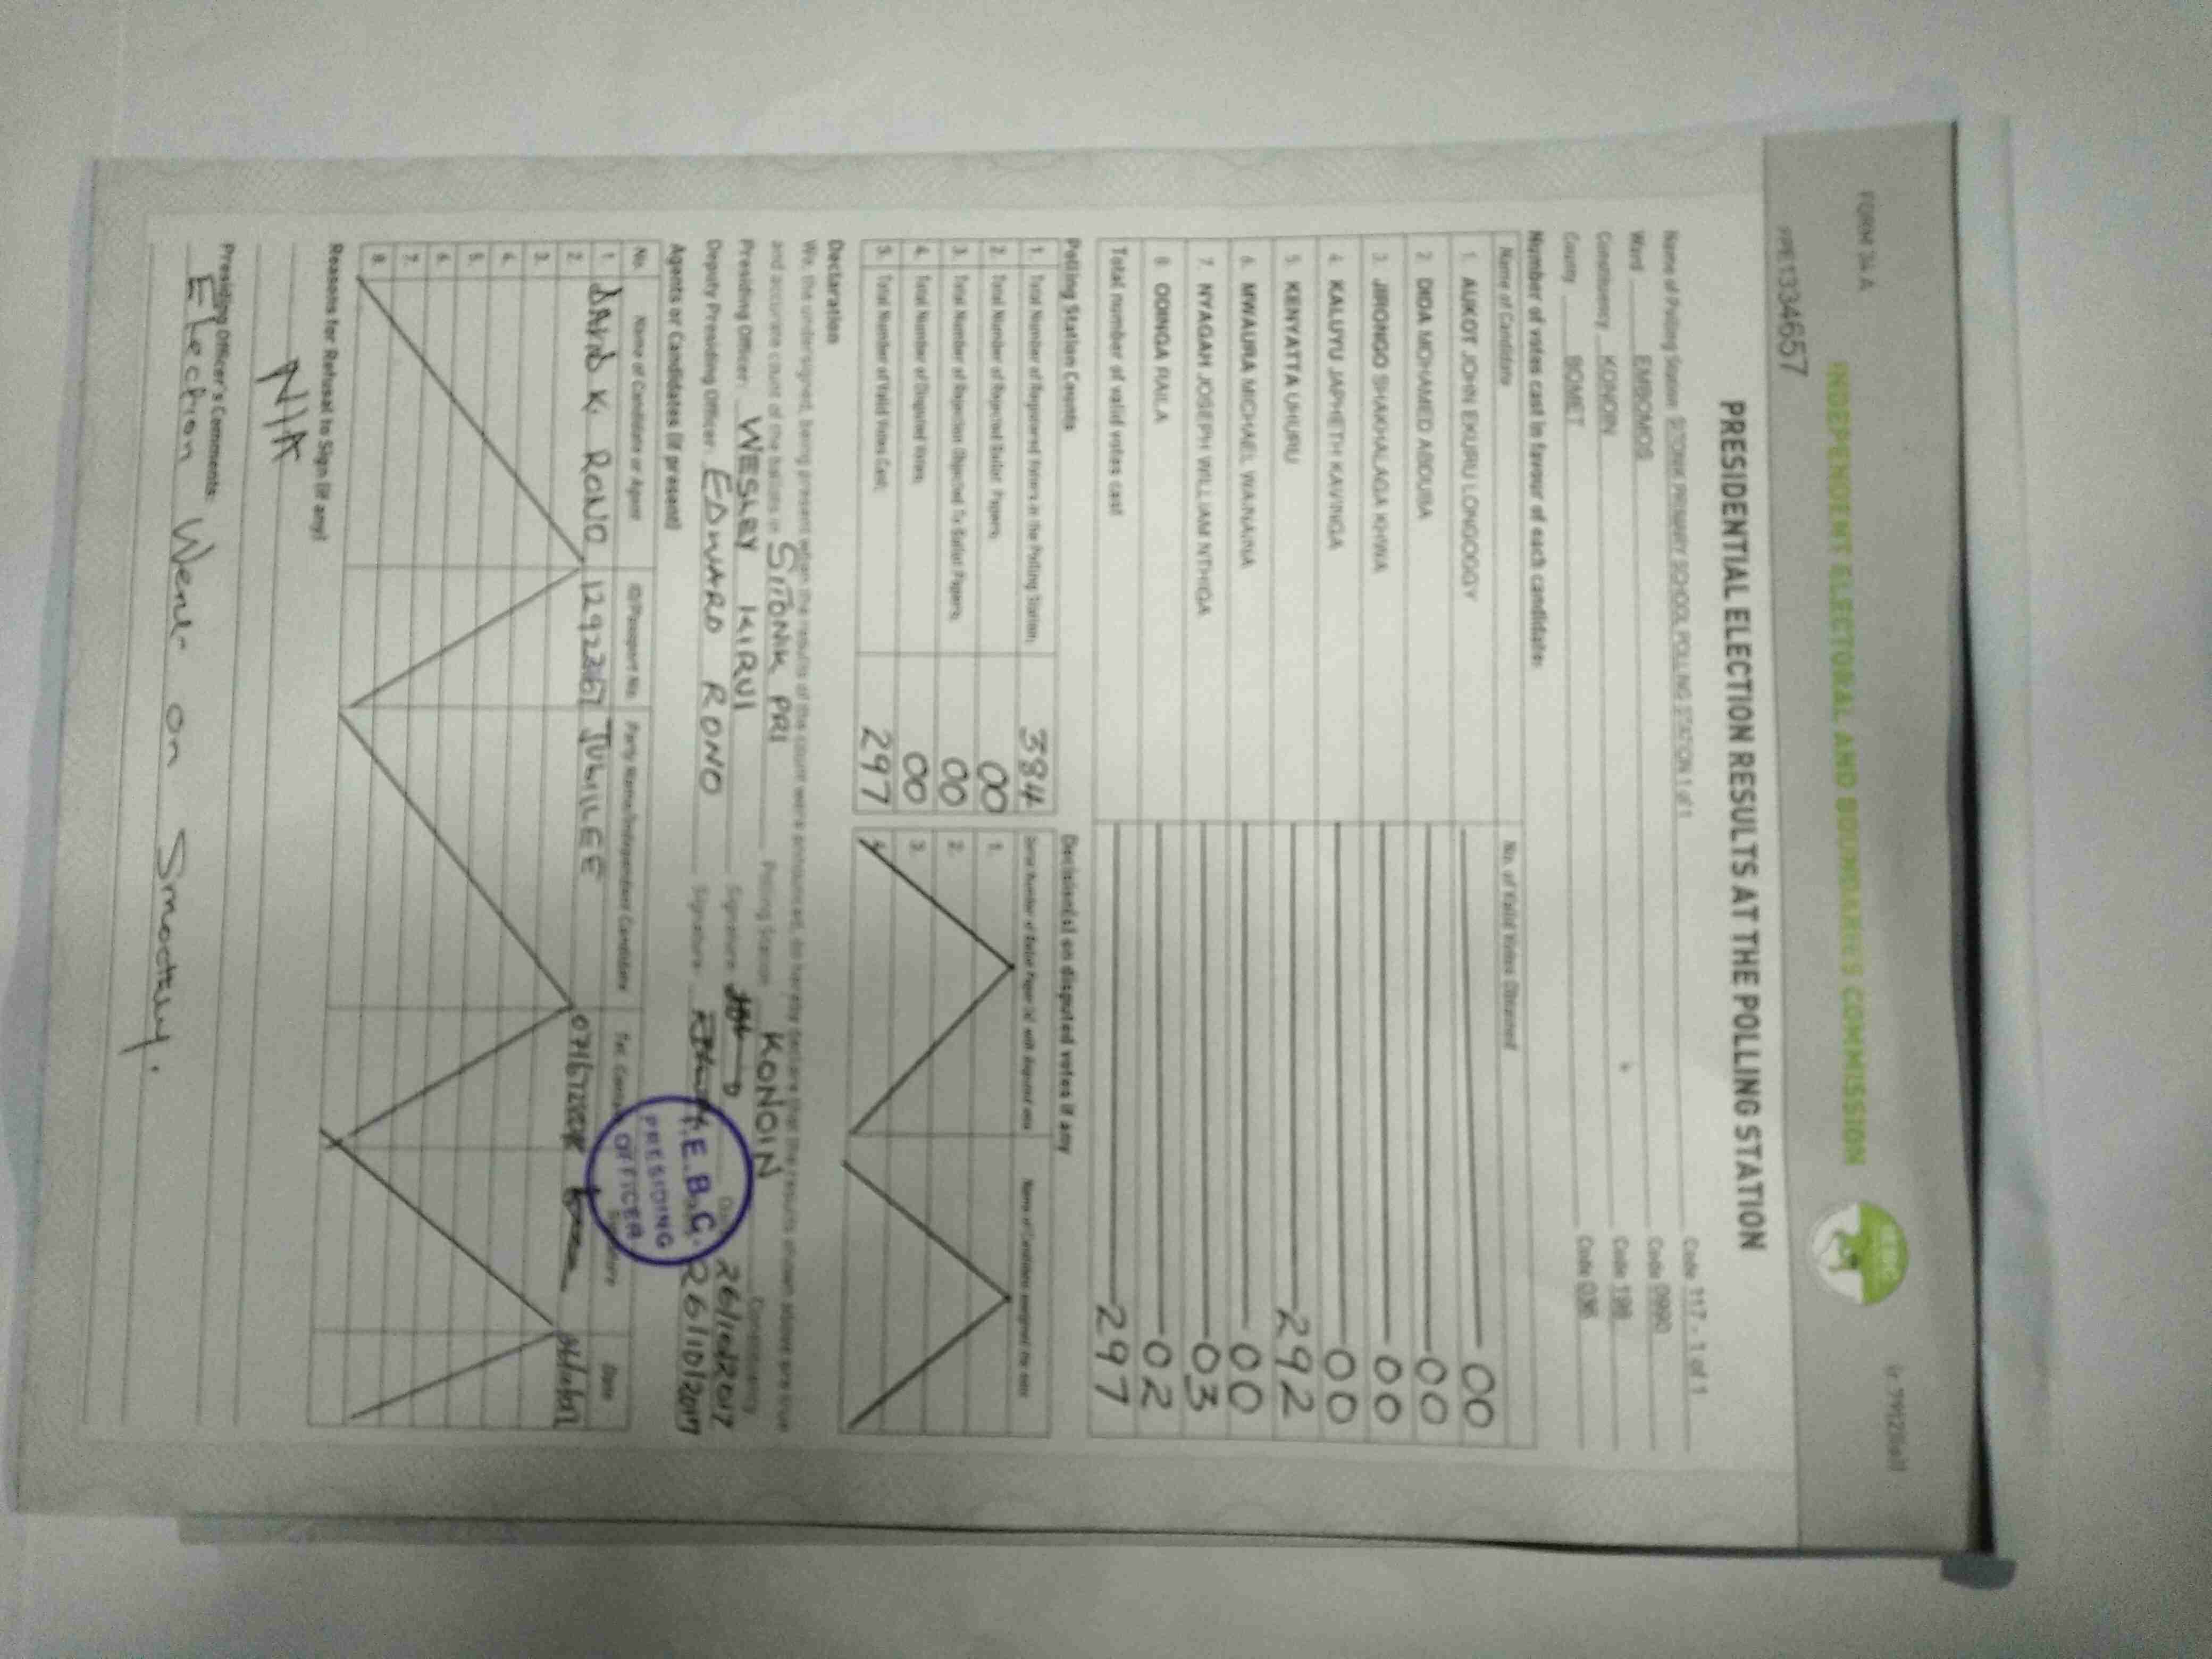 FORM 34 A
INDEPENDENT ELECTORAL AND BOUNDARIES COMMISSION
IEBC
PPE1334657
PRESIDENTIAL ELECTION RESULTS AT THE POLLING STATION
Name of Polling Station SITONIK PRIMARY SCHOOL POLLING STATION 1 of 1 Code 117 - 1 of 1
Ward EMBOMOS Code 0990
Constituency KONOIN Code 198
County BOMET Code 036
Number of votes cast in favour of each candidate:
Name of Candidate No. of Valid Votes Obtained
1. AUKOT JOHN EKURU LONGOGGY 00
2. DIDA MOHAMED ABDUBA 00
3. JIRONGO SHAKHALAGA KHWA 00
4. KALUYU JAPHETH KAVINGA 00
5. KENYATTA UHURU 292
6. MWAURA MICHAEL WAINAINA 00
7. NYAGAH JOSEPH WILLIAM NTHIGA 03
8. ODINGA RAILA 02
Total number of valid votes cast 297
Polling Station Counts Decision(s) on disputed votes if any
1. Total Number of Registered Voters in the Polling Station 384
2. Total Number of Rejected Ballot Papers 00
3. Total Number of Rejection Objected To Ballot Papers 00
4. Total Number of Disputed Votes 00
5. Total Number of Valid Votes Cast 297
Serial Number of Ballot Paper (s) with disputed vote Name of Candidate assigned the vote
1.
2.
3.
4.
Declaration
We, the undersigned, being present when the results of the count were announced, do hereby declare that the results shown above are true
and accurate count of the ballots in SITONIK PRI Polling Station KONOIN Constituency
Presiding Officer: WESLEY KIRUI Signature Date 26/10/2017
Deputy Presiding Officer: EDWARD RONO Signature 26/10/2017
I.E.B.C.
PRESIDING
OFFICER
Agents or Candidates (if present)
No. Name of Candidate or Agent ID/Passport No. Party Name/Independent Candidate Tel. Contact Signature Date
1. DAVID K. RONO 12922367 JUBILEE
2.
3.
4.
5.
6.
7.
8.
Reasons for Refusal to Sign (if any)
N/A
Presiding Officer's Comments:
Election Went on Smoothly.